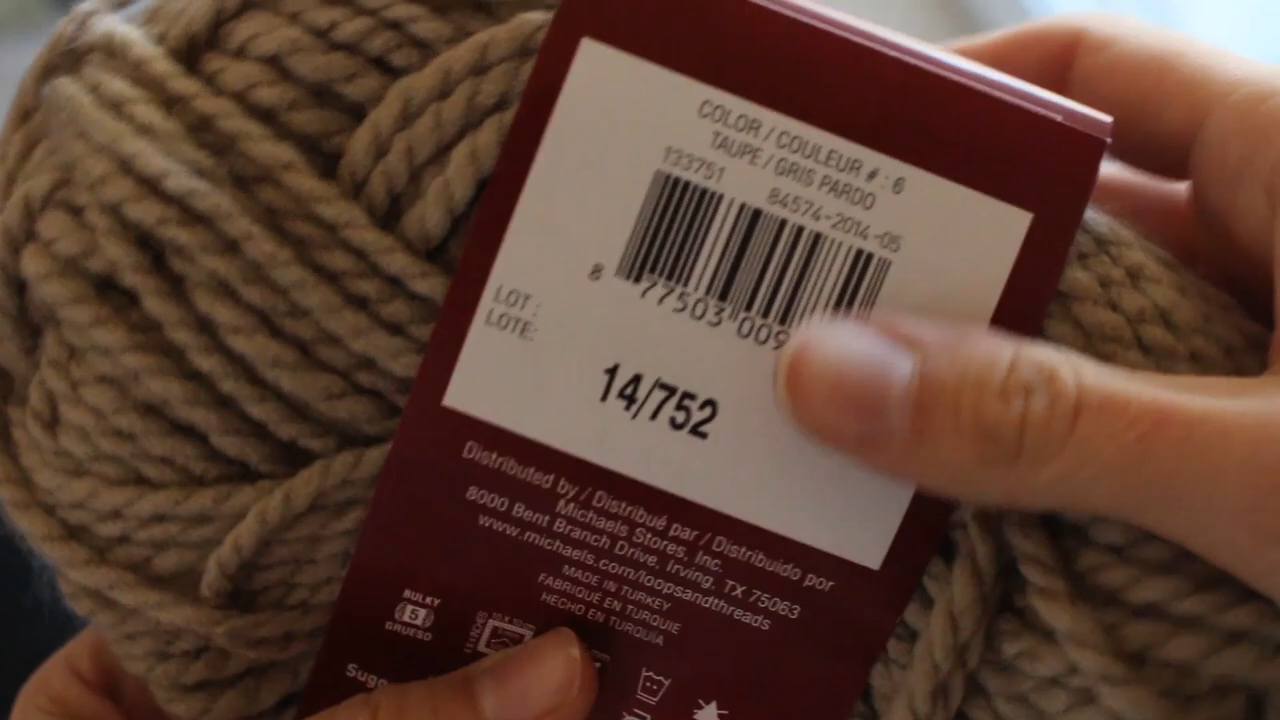 COLOR / COULEUR # : 6
TAUPE / GRIS PARDO
133751 84574-2014-05
8 77503 009
LOT :
LOTE:
14/752
Distributed by / Distribué par / Distribuido por
Michaels Stores, Inc.
8000 Bent Branch Drive, Irving, TX 75063
www.michaels.com/loopsandthreads
MADE IN TURKEY
FABRIQUÉ EN TURQUIE
HECHO EN TURQUÍA
BULKY
5
GRUESO